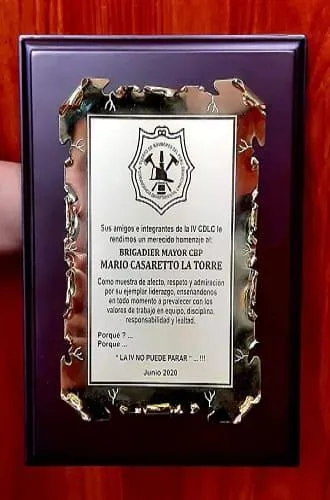 Sus amigos e integrantes de la IV CDLC le
rendimos un merecido homenaje al:
BRIGADIER MAYOR CBP
MARIO CASARETTO LA TORRE
Como muestra de afecto, respeto y admiración
por su ejemplar liderazgo, enseñandonos
en todo momento a prevalecer con los
valores de trabajo en equipo, disciplina,
responsabilidad y lealtad.
Porqué ? ...
Porque ...
" LA IV NO PUEDE PARAR " ... !!!
Junio 2020